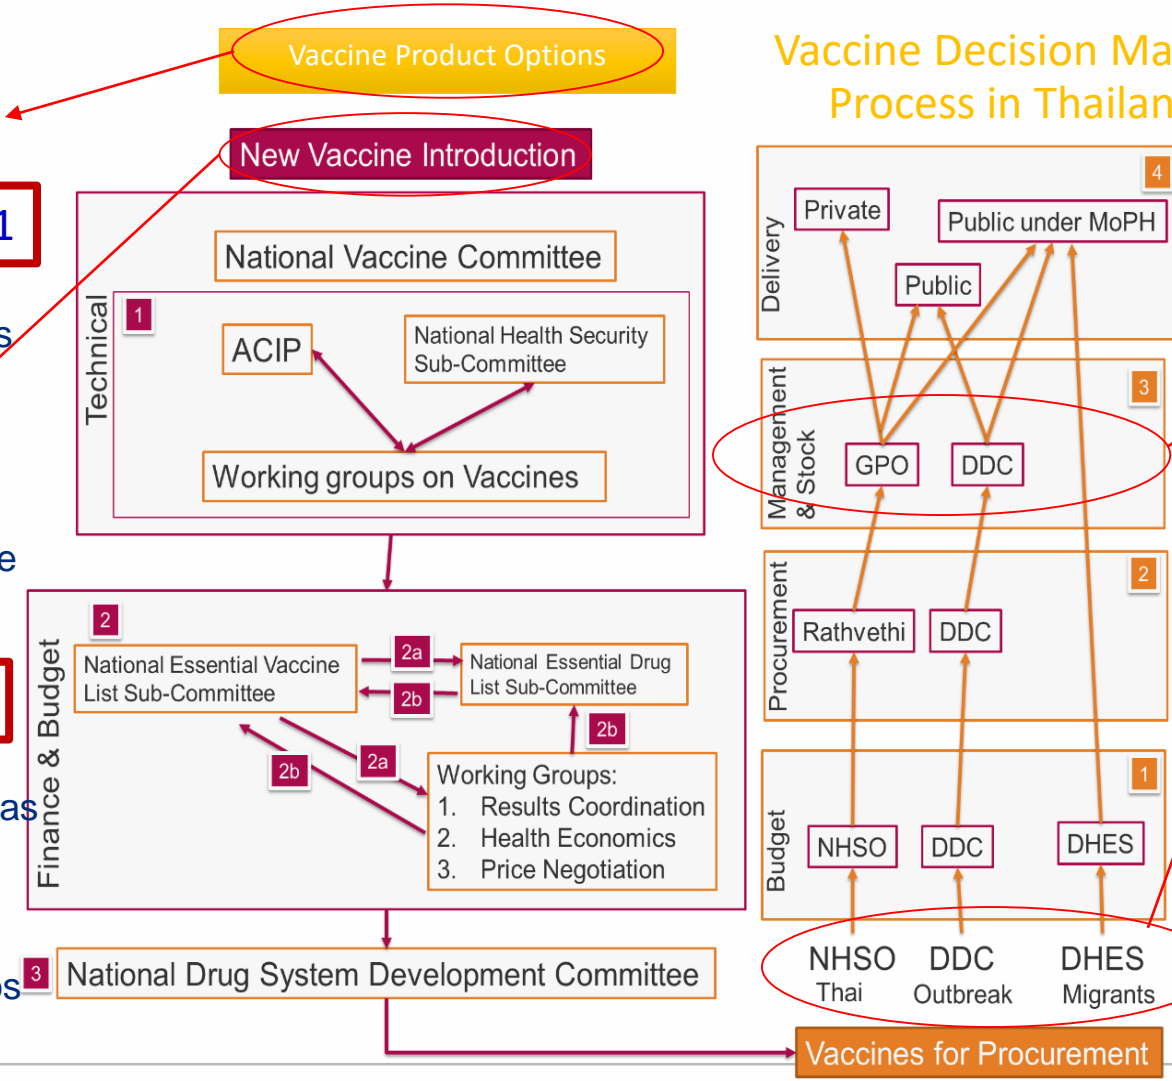 Vaccine Product Options
New Vaccine Introduction
1
s
e
as
os
National Vaccine Committee
Technical
1
ACIP
National Health Security
Sub-Committee
Working groups on Vaccines
Finance & Budget
2
National Essential Vaccine
List Sub-Committee
2a
2b
National Essential Drug
List Sub-Committee
2b
2a
2b
Working Groups:
1. Results Coordination
2. Health Economics
3. Price Negotiation
3
National Drug System Development Committee
Vaccine Decision Ma
Process in Thailan
4
Delivery
Private
Public under MoPH
Public
3
Management
& Stock
GPO
DDC
2
Procurement
Rathvethi
DDC
1
Budget
NHSO
DDC
DHES
NHSO DDC DHES
Thai Outbreak Migrants
Vaccines for Procurement